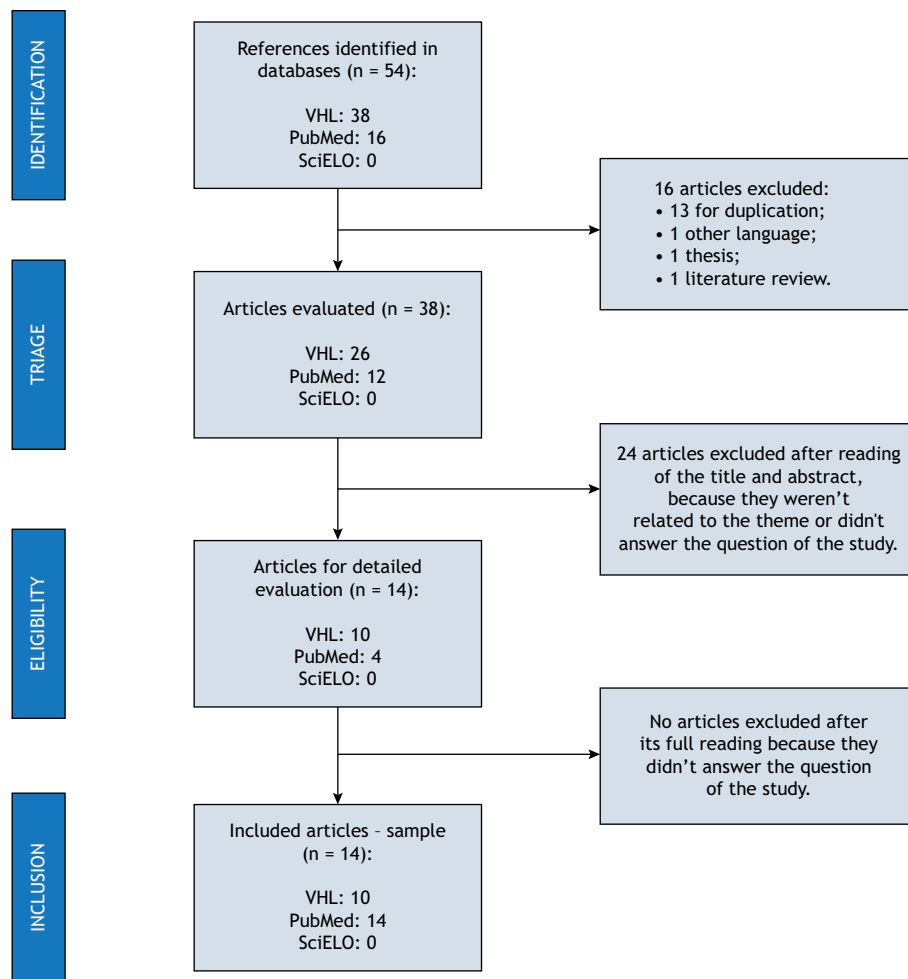 IDENTIFICATION
References identified in
databases (n = 54):
VHL: 38
PubMed: 16
SciELO: 0
16 articles excluded:
• 13 for duplication;
• 1 other language;
• 1 thesis;
• 1 literature review.
TRIAGE
Articles evaluated (n = 38):
VHL: 26
PubMed: 12
SciELO: 0
24 articles excluded after reading
of the title and abstract,
because they weren’t
related to the theme or didn't
answer the question of the study.
ELIGIBILITY
Articles for detailed
evaluation (n = 14):
VHL: 10
PubMed: 4
SciELO: 0
No articles excluded after
its full reading because they
didn’t answer the question
of the study.
INCLUSION
Included articles – sample
(n = 14):
VHL: 10
PubMed: 14
SciELO: 0